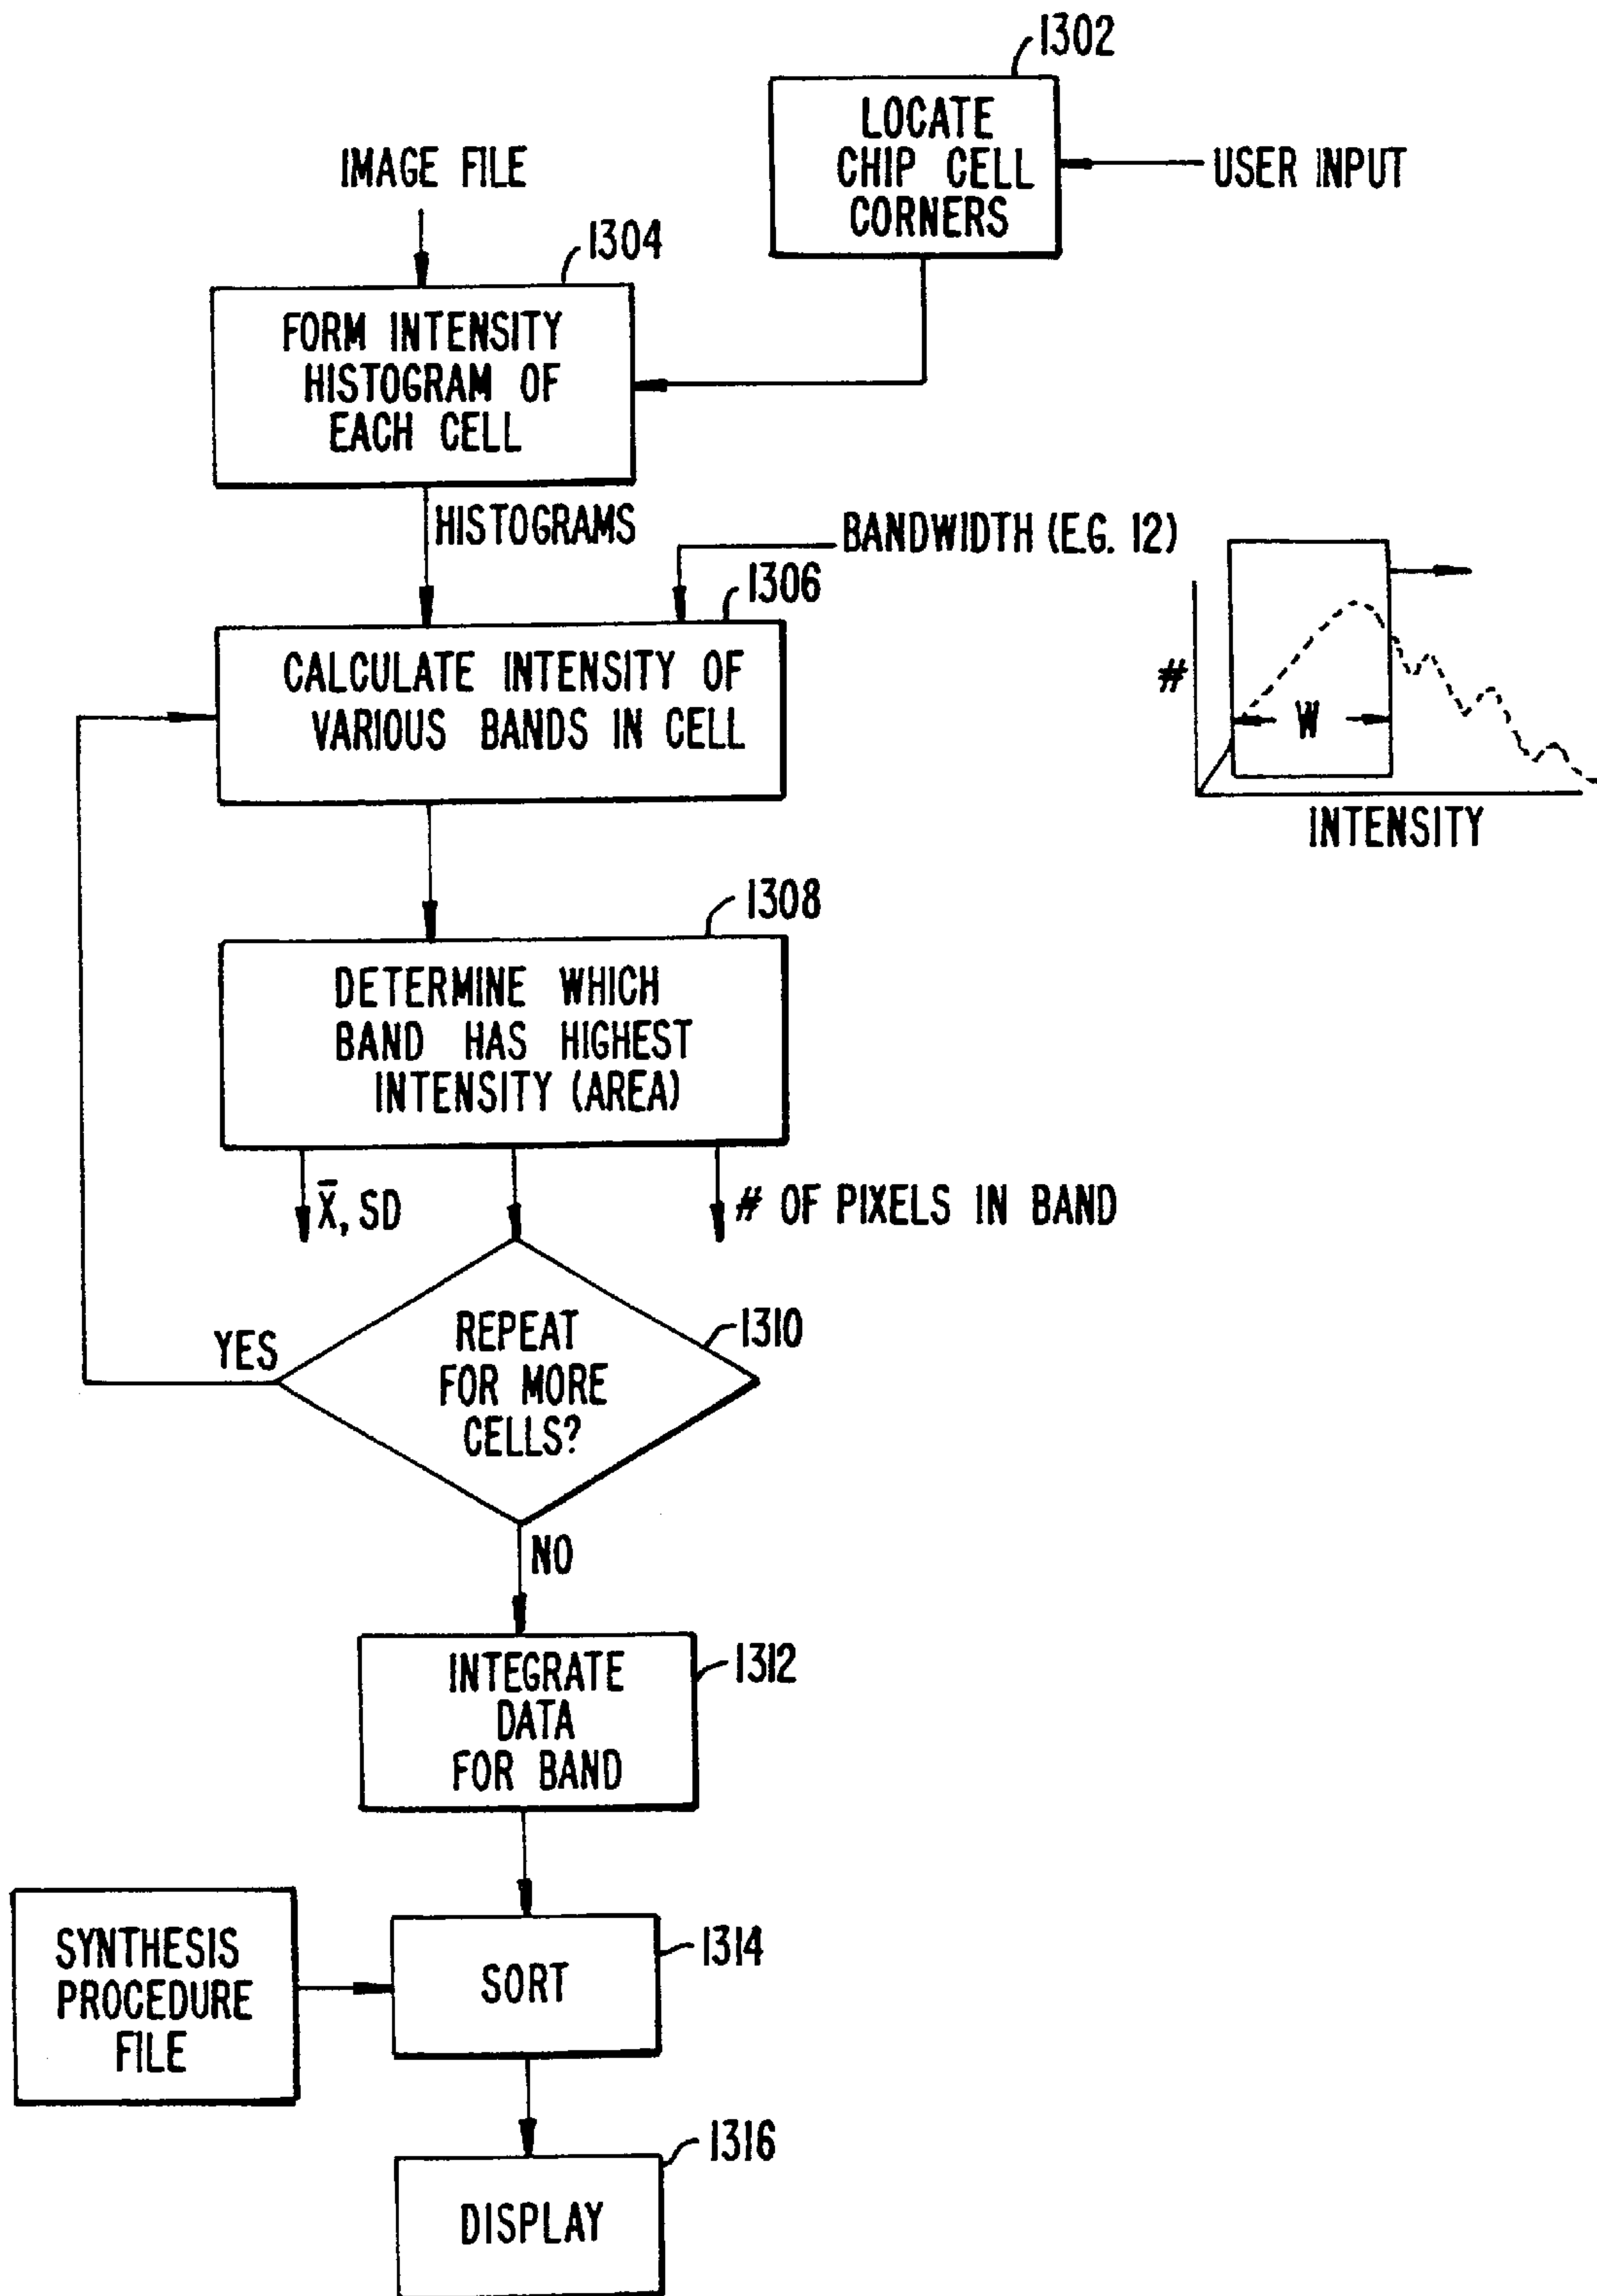 1302
LOCATE
CHIP CELL
CORNERS
USER INPUT
IMAGE FILE
1304
FORM INTENSITY
HISTOGRAM OF
EACH CELL
HISTOGRAMS
BANDWIDTH (E.G. 12)
1306
CALCULATE INTENSITY OF
VARIOUS BANDS IN CELL
#
W
INTENSITY
1308
DETERMINE WHICH
BAND HAS HIGHEST
INTENSITY (AREA)
X̄, SD
# OF PIXELS IN BAND
REPEAT
FOR MORE
CELLS?
1310
YES
NO
INTEGRATE
DATA
FOR BAND
1312
SYNTHESIS
PROCEDURE
FILE
SORT
1314
DISPLAY
1316